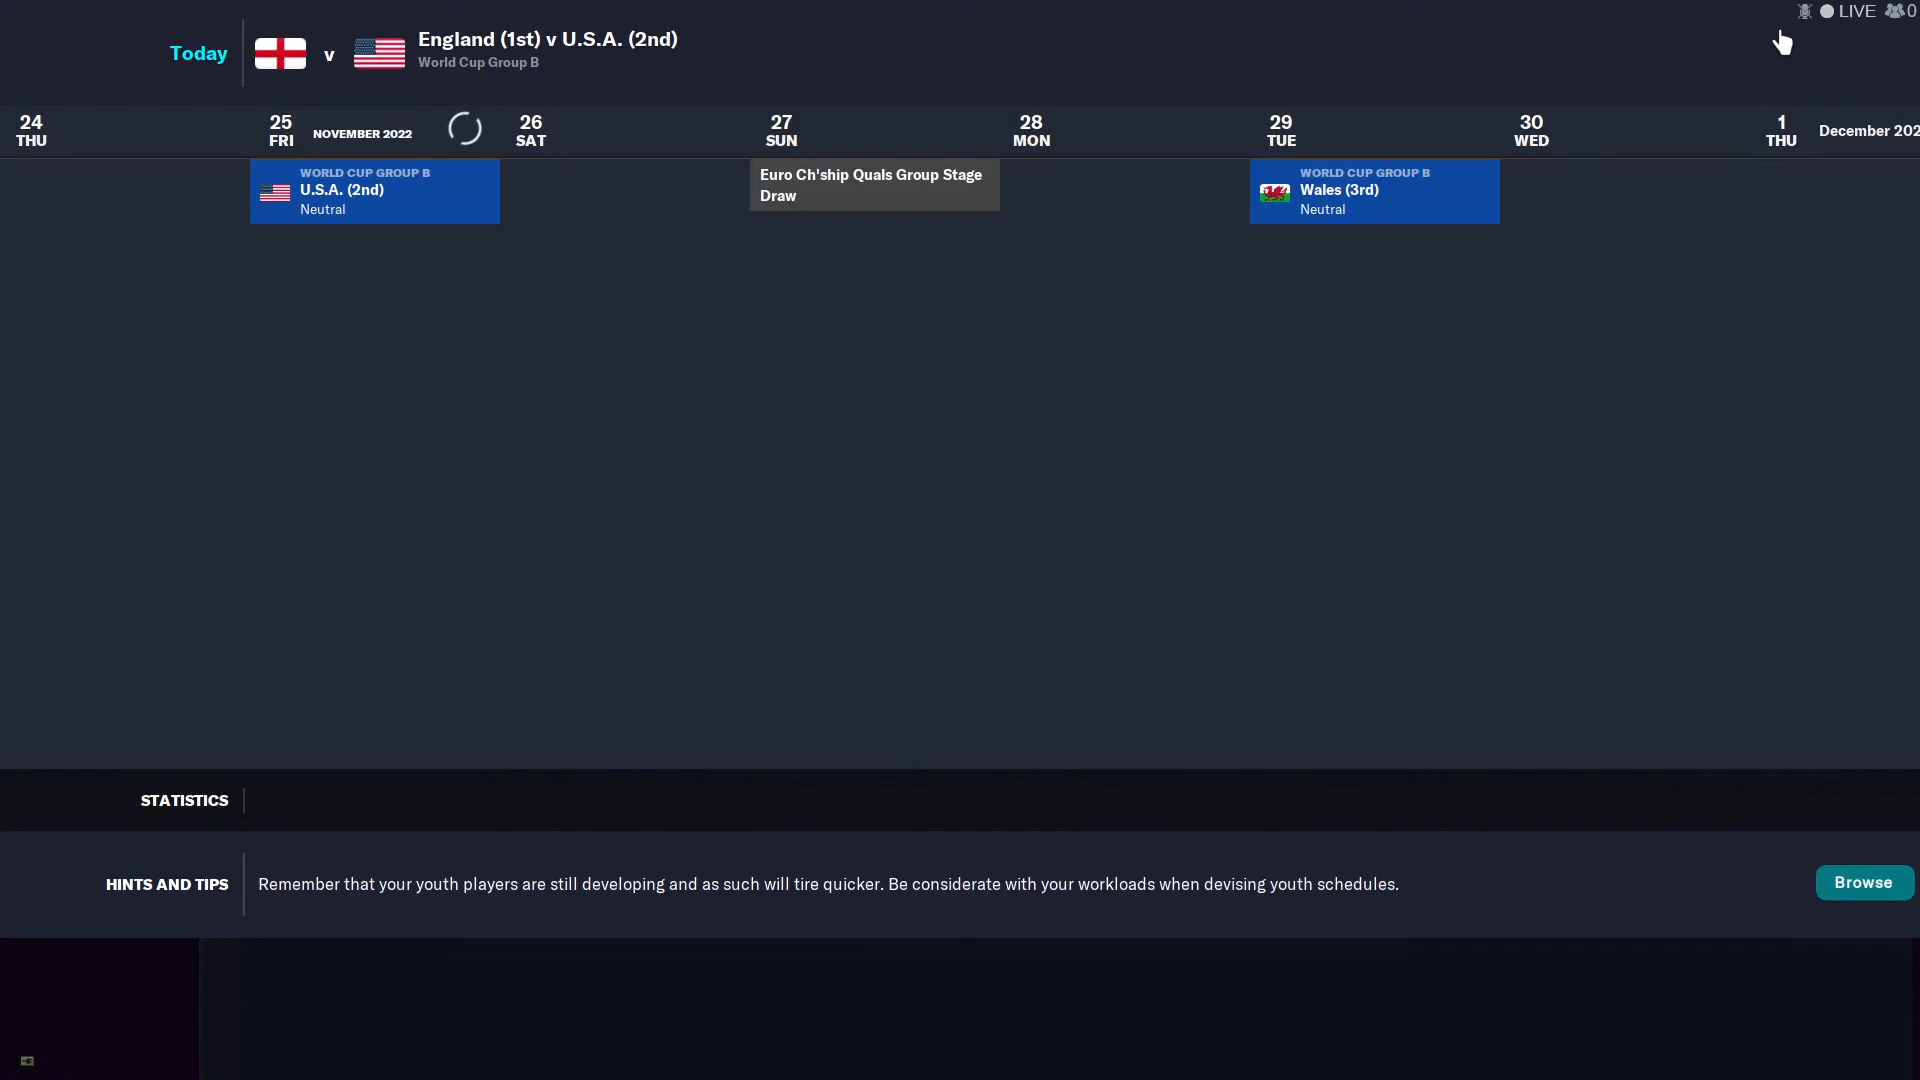 LIVE 0
Today
v
England (1st) v U.S.A. (2nd)
World Cup Group B
24
THU
25
FRI
NOVEMBER 2022
26
SAT
27
SUN
28
MON
29
TUE
30
WED
1
THU
December 202
WORLD CUP GROUP B
U.S.A. (2nd)
Neutral
Euro Ch'ship Quals Group Stage
Draw
WORLD CUP GROUP B
Wales (3rd)
Neutral
STATISTICS
HINTS AND TIPS
Remember that your youth players are still developing and as such will tire quicker. Be considerate with your workloads when devising youth schedules.
Browse